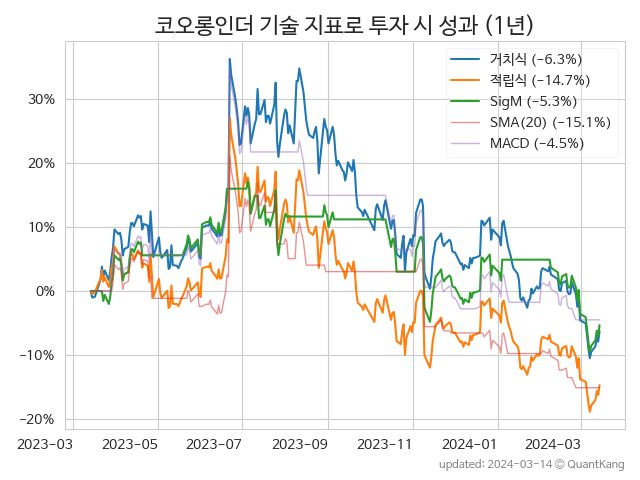 코오롱인더 기술 지표로 투자 시 성과 (1년)
거치식 (−6.3%)
적립식 (−14.7%)
SigM (−5.3%)
SMA(20) (−15.1%)
MACD (−4.5%)
30%
20%
10%
0%
−10%
−20%
2023-03 2023-05 2023-07 2023-09 2023-11 2024-01 2024-03
updated: 2024-03-14 © QuantKang